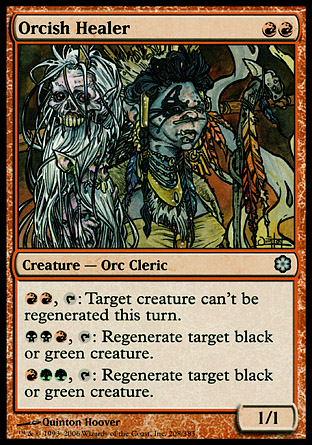 Orcish Healer
Creature — Orc Cleric
: Target creature can't be
regenerated this turn.
: Regenerate target black
or green creature.
: Regenerate target black
or green creature.
Quinton Hoover
1/1
™ & © 1993–2006 Wizards of the Coast, Inc. 208/383